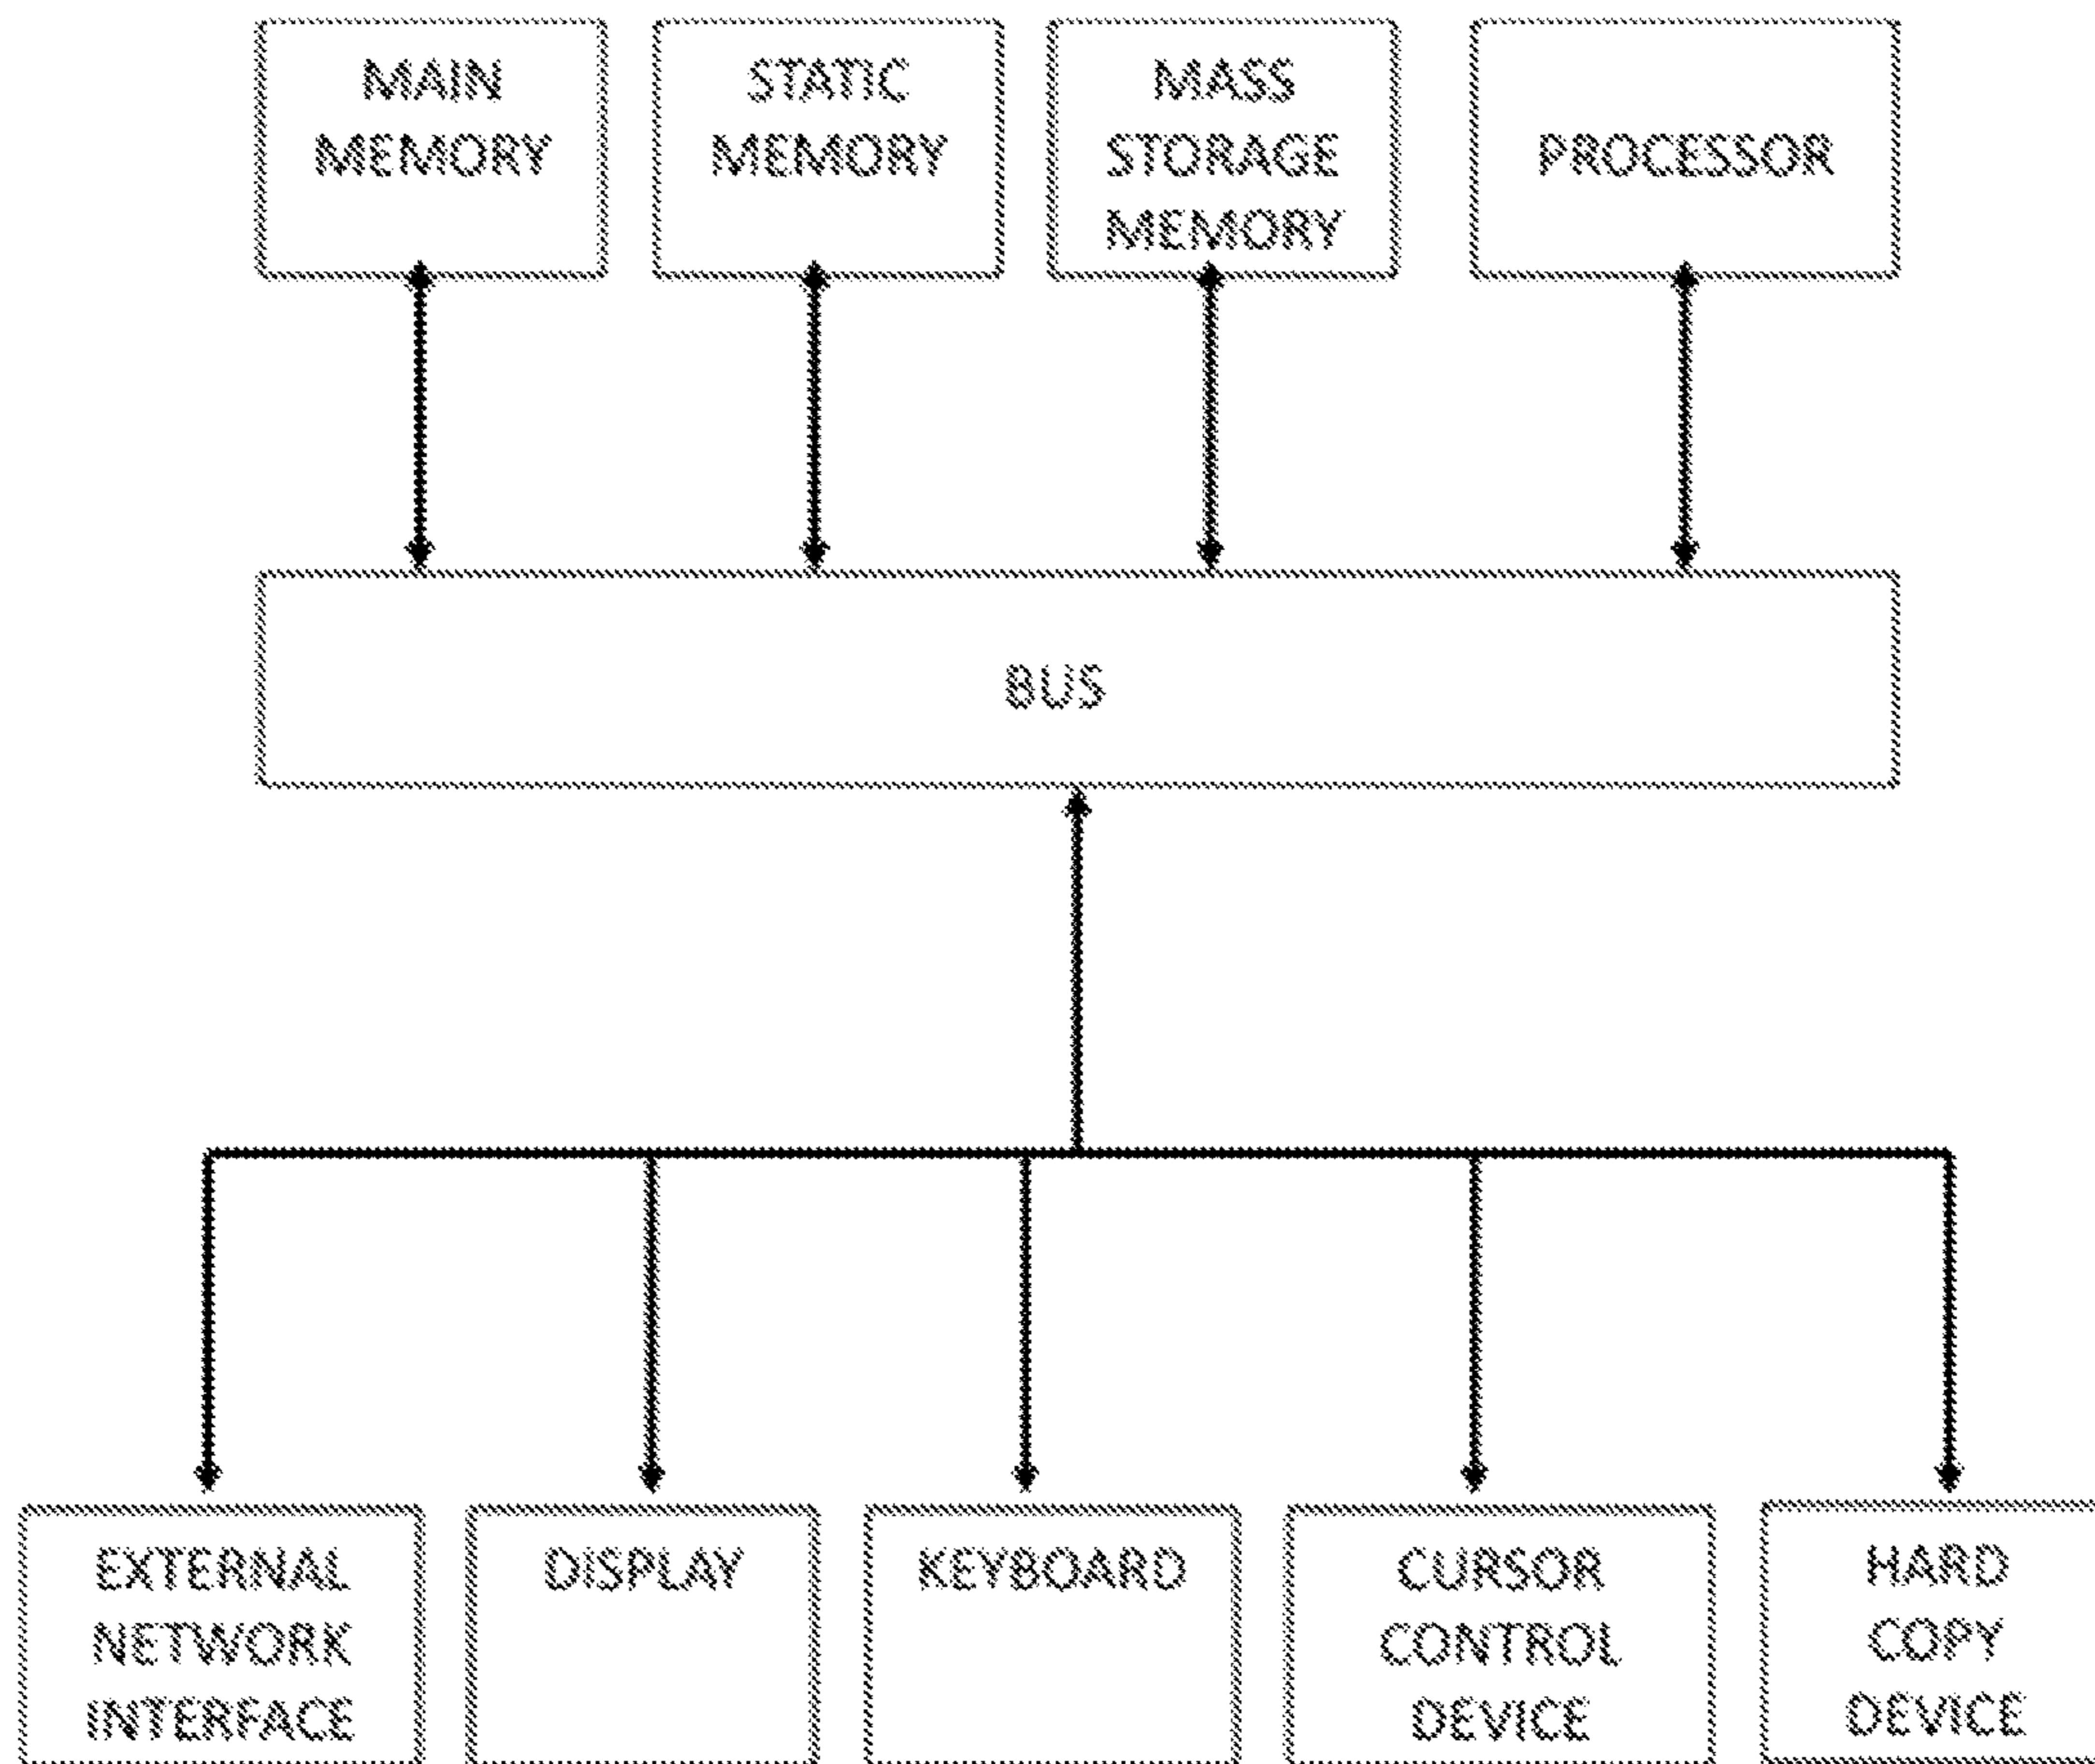 MAIN
MEMORY
STATIC
MEMORY
MASS
STORAGE
MEMORY
PROCESSOR
BUS
EXTERNAL
NETWORK
INTERFACE
DISPLAY
KEYBOARD
CURSOR
CONTROL
DEVICE
HARD
COPY
DEVICE